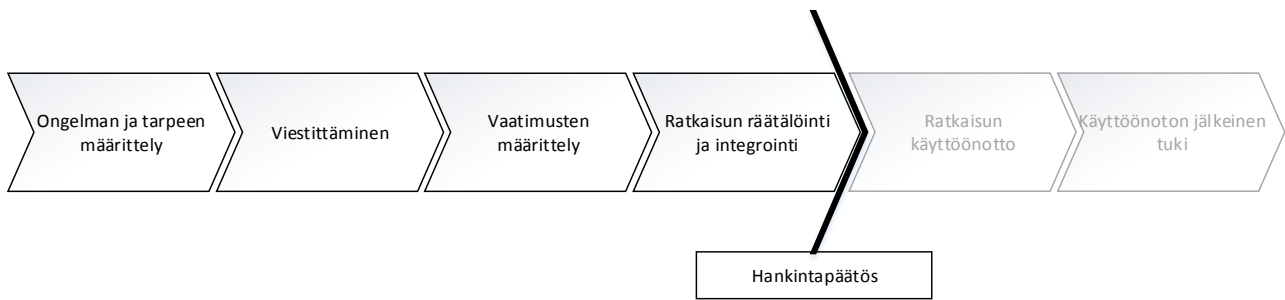 Ongelman ja tarpeen
määrittely
Viestittäminen
Vaatimusten
määrittely
Ratkaisun räätälöinti
ja integrointi
Ratkaisun
käyttöönotto
Käyttöönoton jälkeinen
tuki
Hankintapäätös